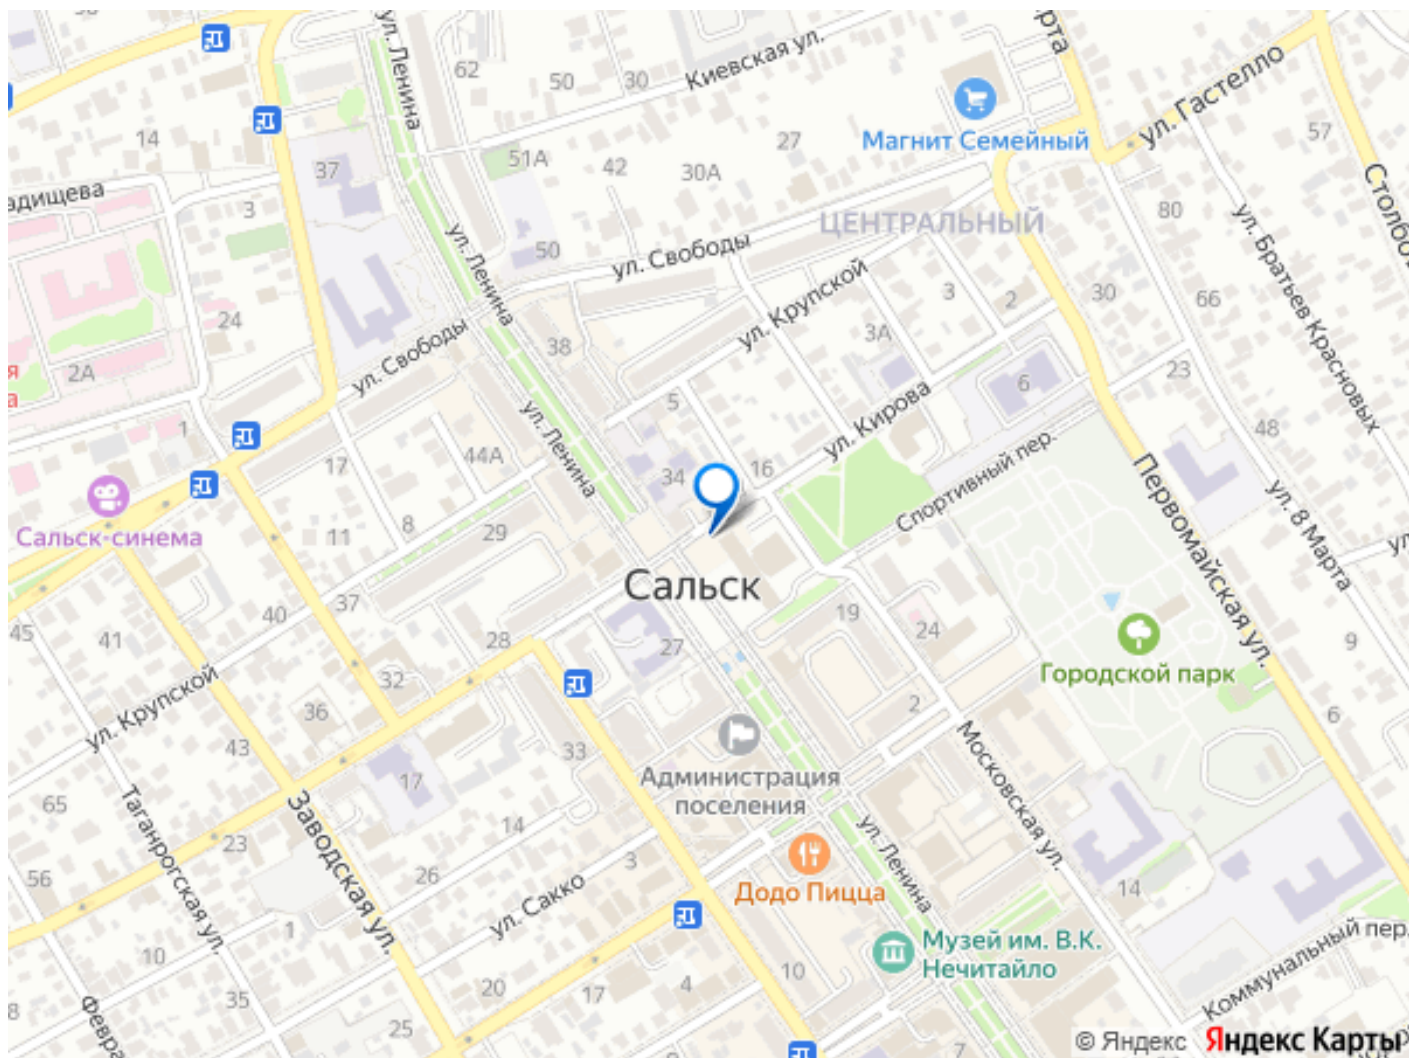 ул. Ленина
62
50
30
Киевская ул.
14
37
51А
42
30А
27
Магнит Семейный
ул. Гастелло
57
3
50
ул. Ленина
ул. Свободы
ЦЕНТРАЛЬНЫЙ
80
ул. Братьев Красновых
24
2А
ул. Свободы
38
ул. Крупской
3
2
30
66
3А
5
6
23
1
17
44А
ул. Ленина
34
16
ул. Кирова
48
Сальск-синема
11
8
29
Спортивный пер.
Первомайская ул.
ул. 8 Марта
Сальск
45
41
40
37
28
27
19
24
9
Городской парк
ул. Крупской
32
36
43
33
2
6
17
Администрация
поселения
Московская ул.
65
Таганрогская ул.
Заводская ул.
23
14
3
ул. Ленина
56
26
ул. Сакко
Додо Пицца
14
1
10
Музей им. В.К.
Нечитайло
Коммунальный пер.
35
20
17
4
10
25
7
© Яндекс Яндекс Карты